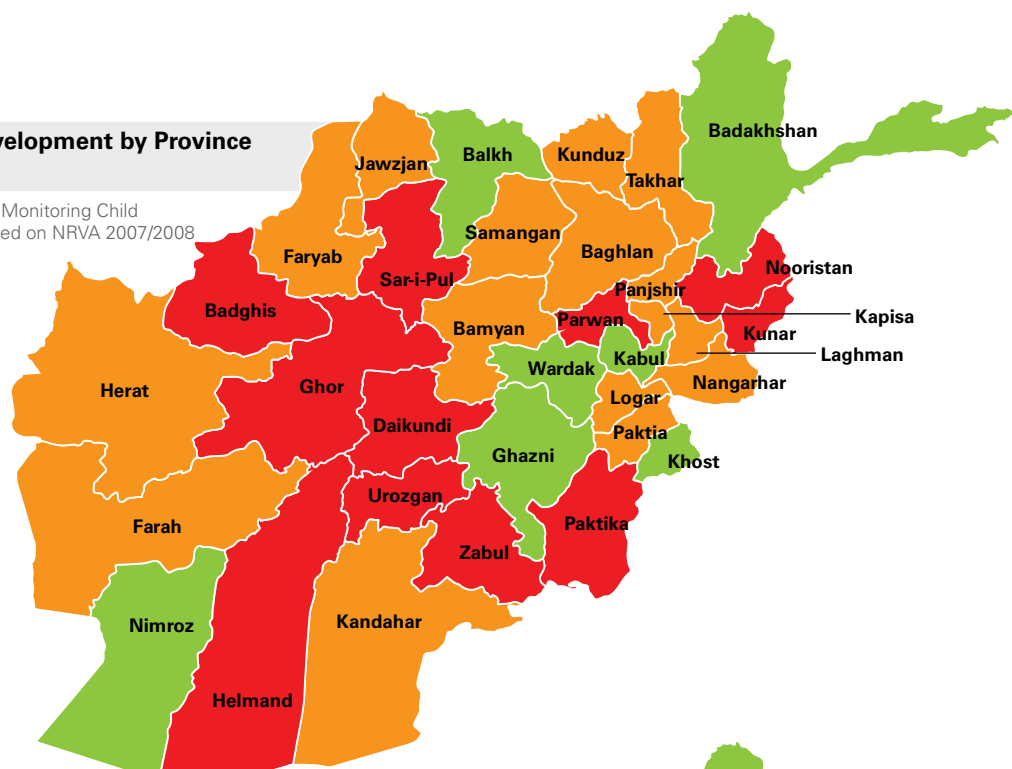 velopment by Province
Monitoring Child
ed on NRVA 2007/2008
Badakhshan
Jawzjan
Balkh
Kunduz
Takhar
Samangan
Faryab
Baghlan
Sar-i-Pul
Nooristan
Panjshir
Badghis
Kapisa
Parwan
Bamyan
Kunar
Laghman
Kabul
Wardak
Nangarhar
Herat
Ghor
Logar
Daikundi
Paktia
Ghazni
Khost
Urozgan
Farah
Paktika
Zabul
Nimroz
Kandahar
Helmand